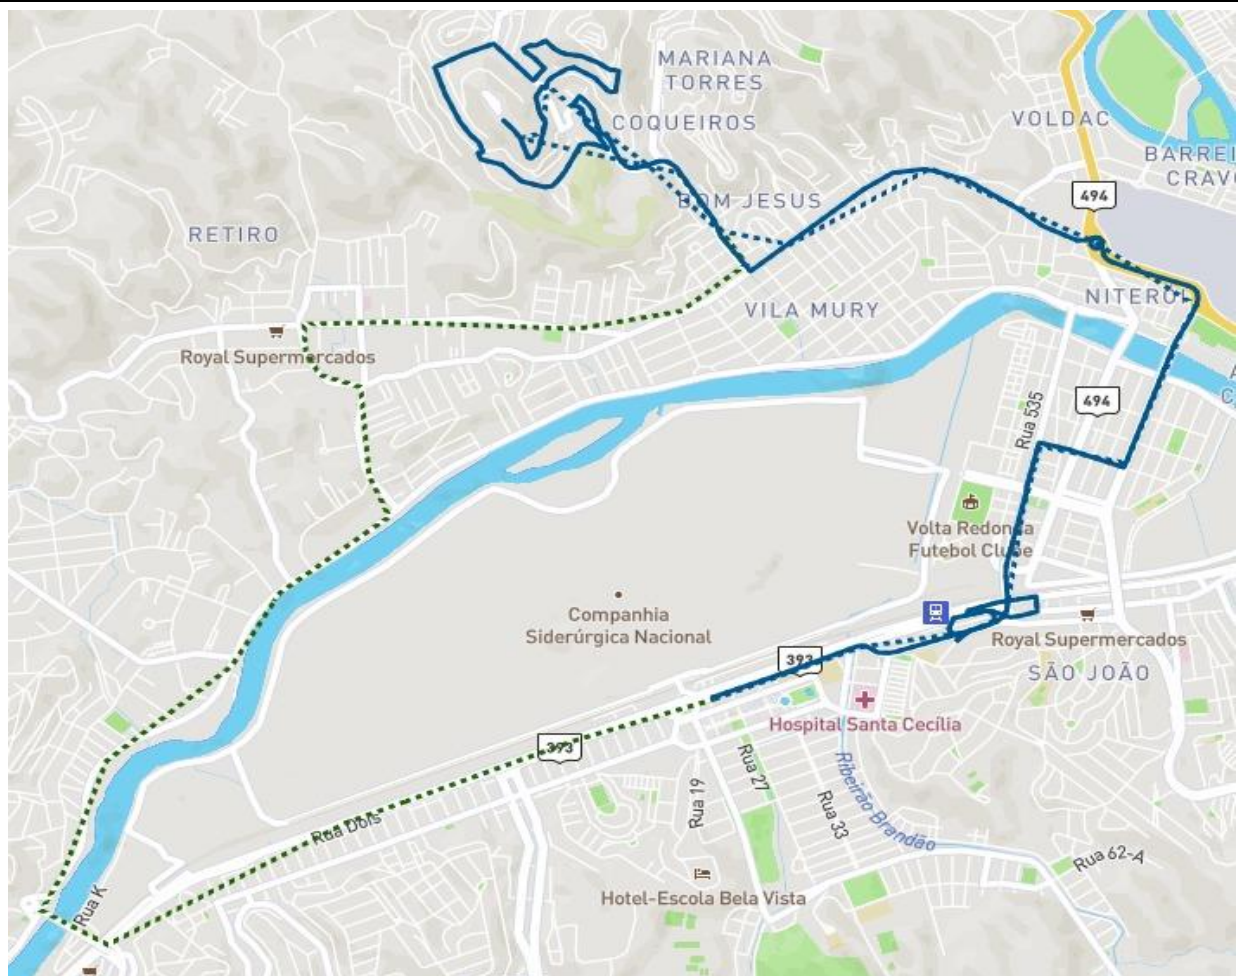 MARIANA
TORRES
COQUEIROS
VOLDAC
BARREI
CRAVO
494
BOM JESUS
RETIRO
NITERÓI
VILA MURY
Royal Supermercados
494
Rua 535
Volta Redonda
Futebol Clube
Companhia
Siderúrgica Nacional
Royal Supermercados
393
SÃO JOÃO
Hospital Santa Cecília
393
Rua 27
Rua 19
Rua 33
Ribeirão Brandão
Rua Dois
Rua 62-A
Rua K
Hotel-Escola Bela Vista